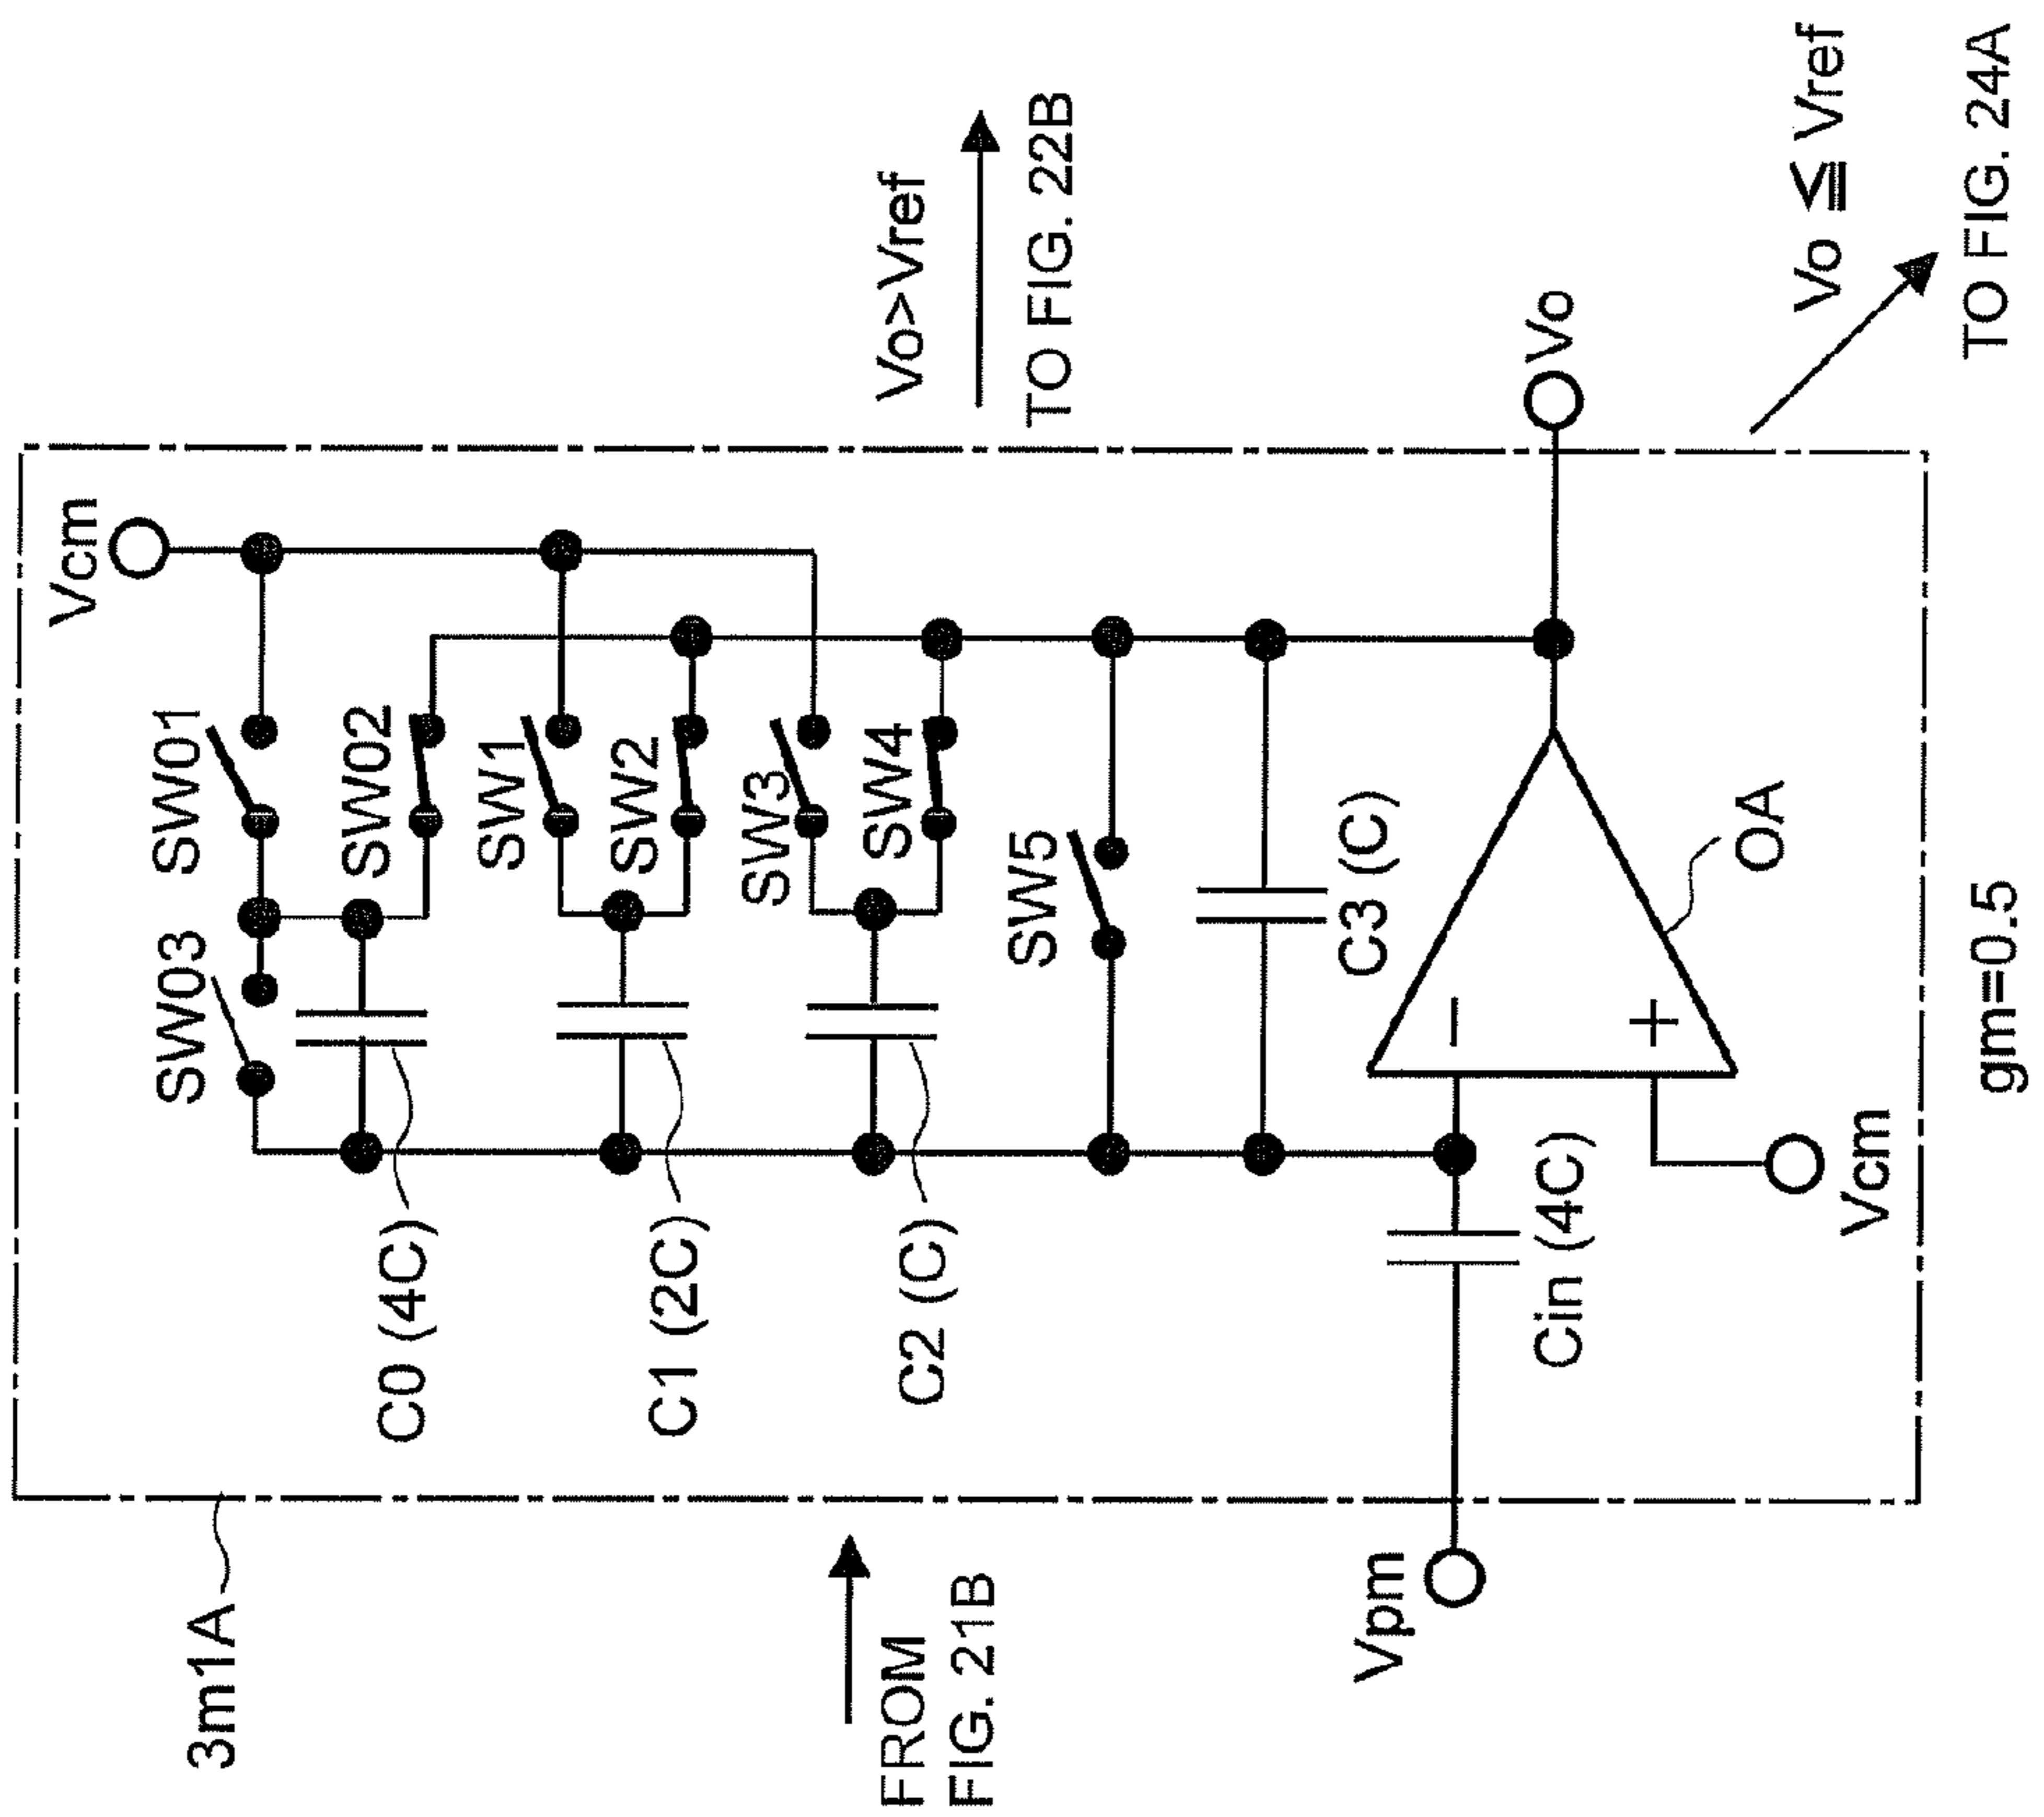 3m1A
Vcm
SW03
SW01
SW02
C0 (4C)
SW1
C1 (2C)
SW2
SW3
SW4
C2 (C)
Vo>Vref
TO FIG. 22B
FROM
FIG. 21B
SW5
C3 (C)
Vpm
Cin (4C)
Vo
OA
Vcm
Vo ≦ Vref
TO FIG. 24A
gm=0.5
−
+